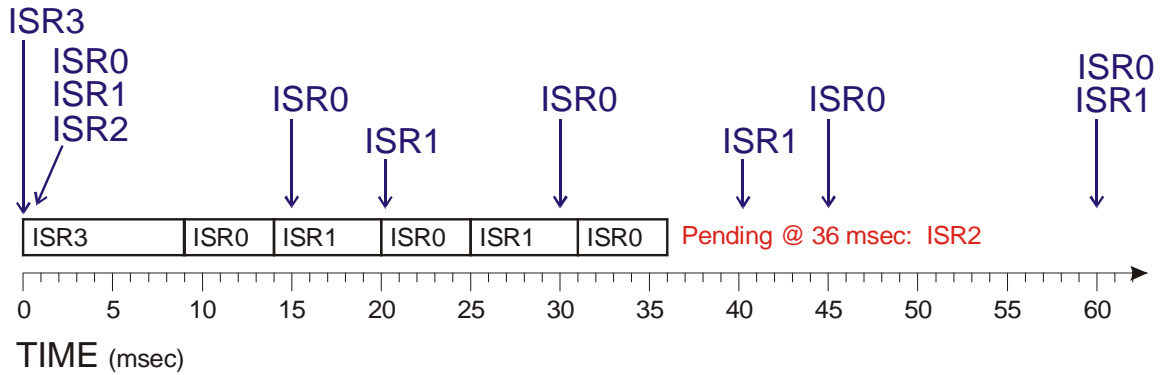 ISR3
ISR0
ISR1
ISR2
ISR0
ISR1
ISR0
ISR1
ISR0
ISR0
ISR1
ISR3 ISR0 ISR1 ISR0 ISR1 ISR0 Pending @ 36 msec: ISR2
0 5 10 15 20 25 30 35 40 45 50 55 60
TIME (msec)